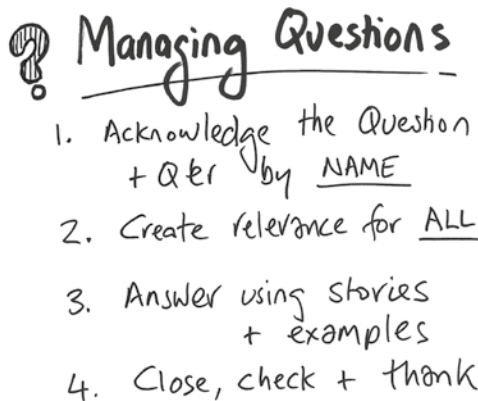 ? Managing Questions
1. Acknowledge the Question
+ Qter by NAME
2. Create relevance for ALL
3. Answer using stories
+ examples
4. Close, check + thank